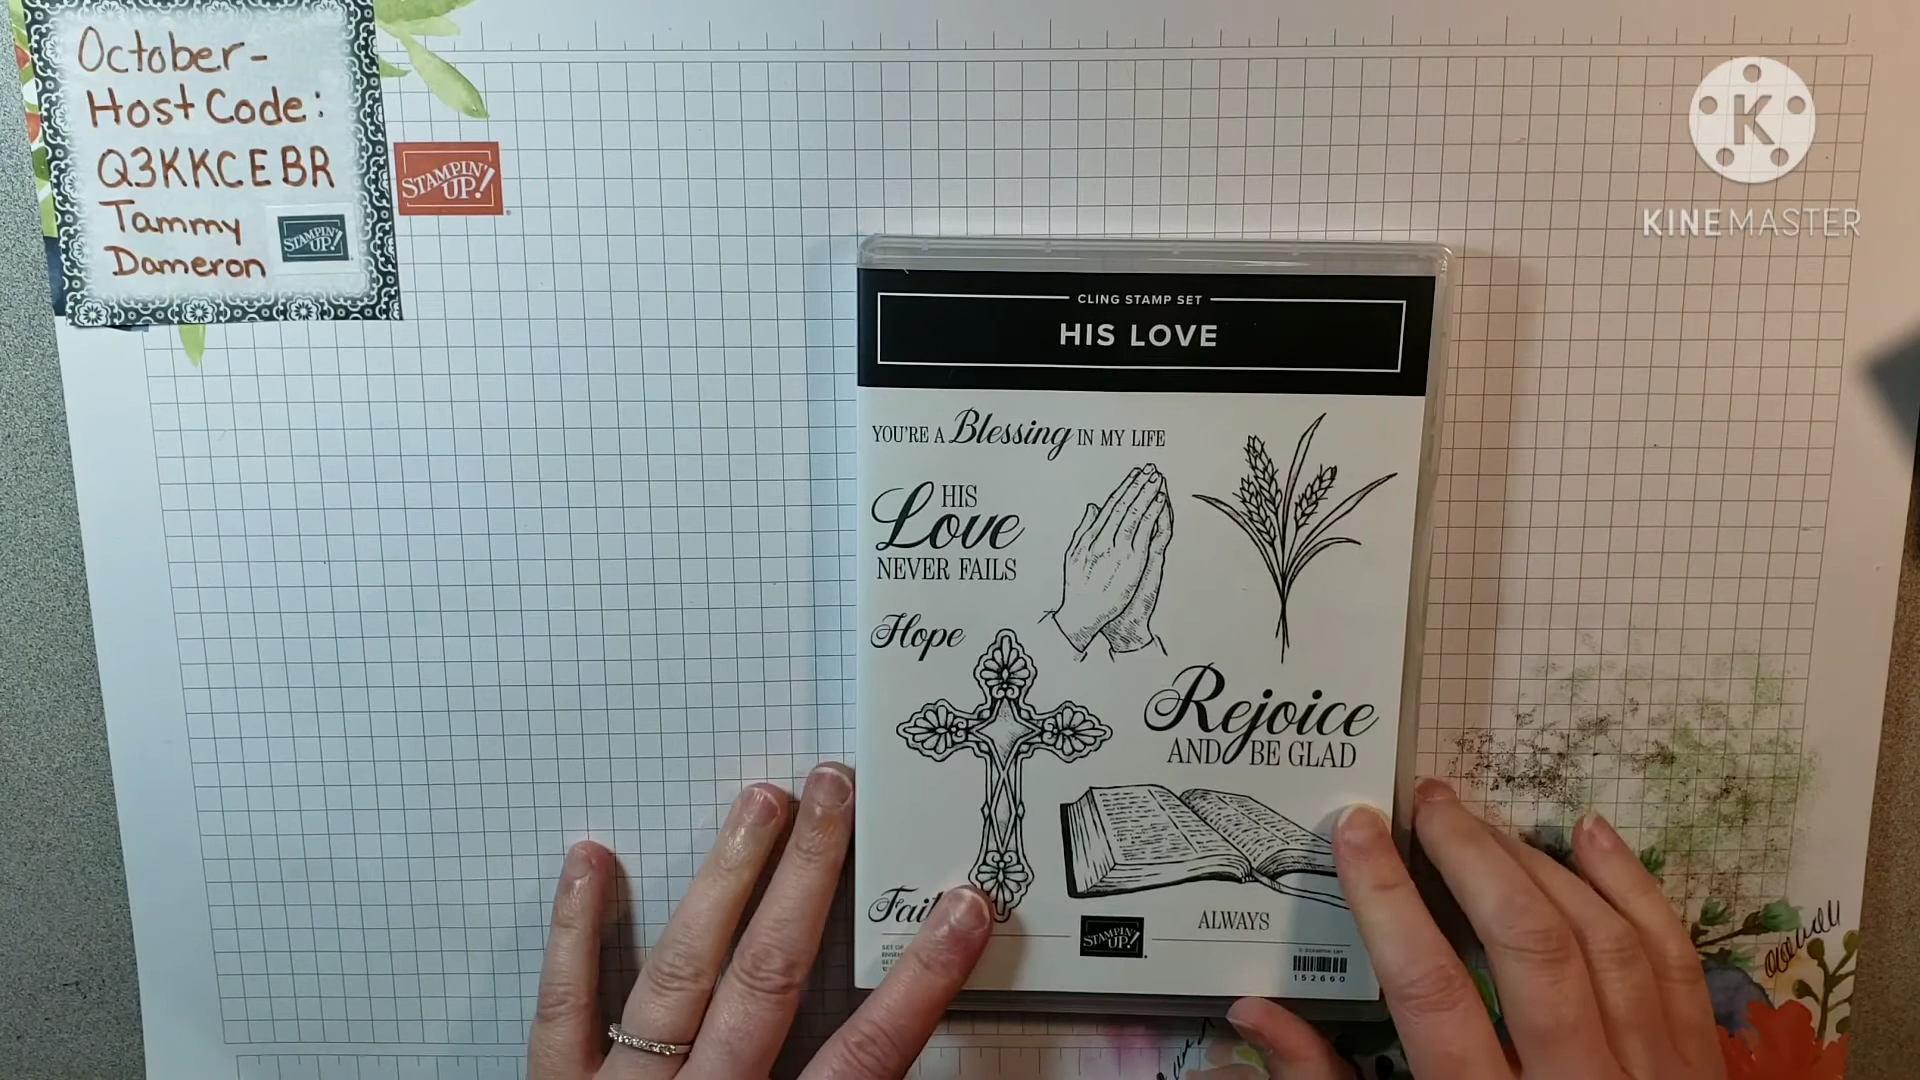 October-
Host Code:
Q3KKCEBR
Tammy
Dameron
STAMPIN' UP!
STAMPIN' UP!
KINEMASTER
CLING STAMP SET
HIS LOVE
YOU'RE A Blessing IN MY LIFE
HIS
Love
NEVER FAILS
Hope
Rejoice
AND BE GLAD
ALWAYS
STAMPIN' UP!
152660